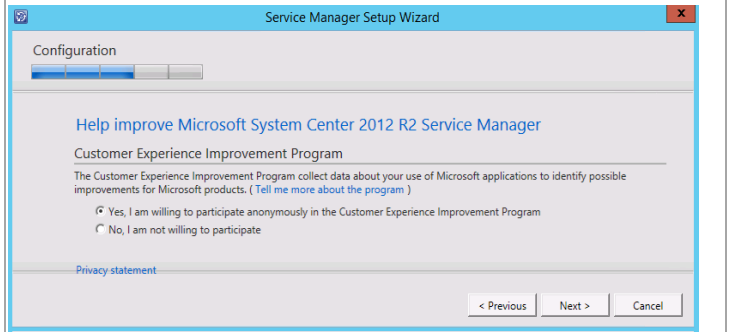 Service Manager Setup Wizard
x
Configuration
Help improve Microsoft System Center 2012 R2 Service Manager
Customer Experience Improvement Program
The Customer Experience Improvement Program collect data about your use of Microsoft applications to identify possible
improvements for Microsoft products. ( Tell me more about the program )
Yes, I am willing to participate anonymously in the Customer Experience Improvement Program
No, I am not willing to participate
Privacy statement
< Previous
Next >
Cancel